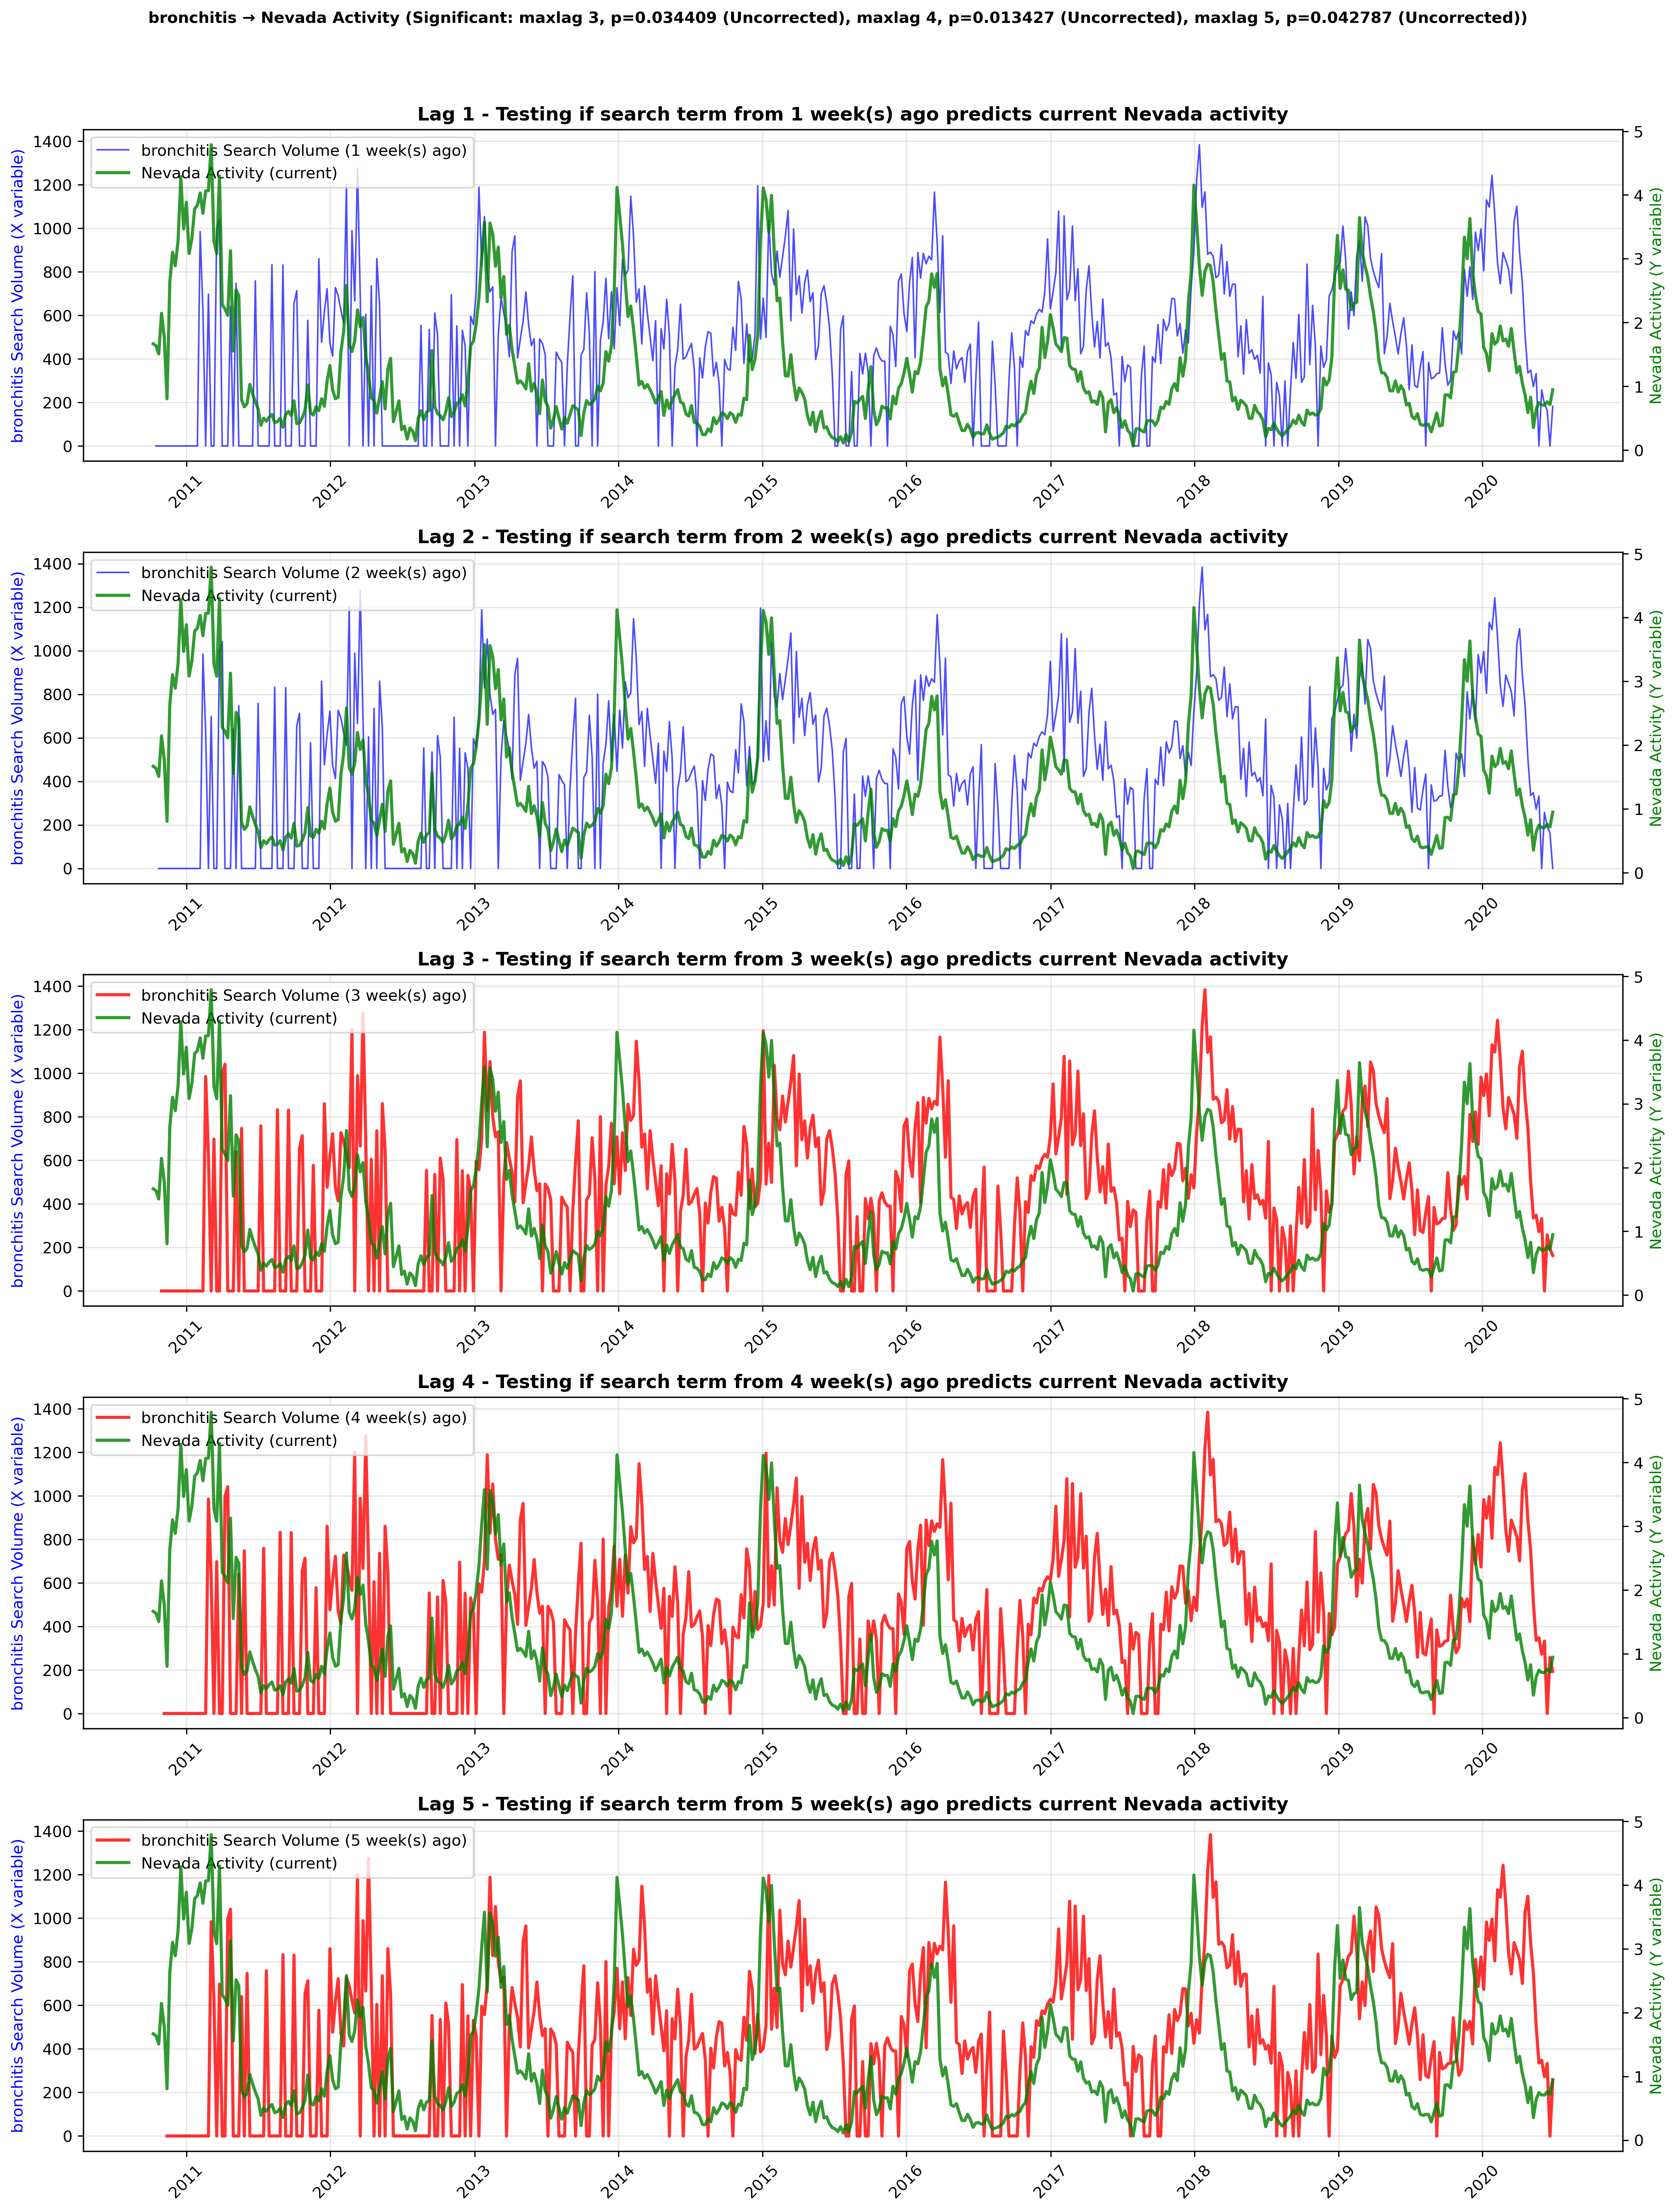 bronchitis → Nevada Activity (Significant: maxlag 3, p=0.034409 (Uncorrected), maxlag 4, p=0.013427 (Uncorrected), maxlag 5, p=0.042787 (Uncorrected))
Lag 1 - Testing if search term from 1 week(s) ago predicts current Nevada activity
bronchitis Search Volume (X variable)
1400
1200
1000
800
600
400
200
0
bronchitis Search Volume (1 week(s) ago)
Nevada Activity (current)
5
4
3
2
1
0
Nevada Activity (Y variable)
2011 2012 2013 2014 2015 2016 2017 2018 2019 2020
Lag 2 - Testing if search term from 2 week(s) ago predicts current Nevada activity
bronchitis Search Volume (X variable)
1400
1200
1000
800
600
400
200
0
bronchitis Search Volume (2 week(s) ago)
Nevada Activity (current)
5
4
3
2
1
0
Nevada Activity (Y variable)
2011 2012 2013 2014 2015 2016 2017 2018 2019 2020
Lag 3 - Testing if search term from 3 week(s) ago predicts current Nevada activity
bronchitis Search Volume (X variable)
1400
1200
1000
800
600
400
200
0
bronchitis Search Volume (3 week(s) ago)
Nevada Activity (current)
5
4
3
2
1
0
Nevada Activity (Y variable)
2011 2012 2013 2014 2015 2016 2017 2018 2019 2020
Lag 4 - Testing if search term from 4 week(s) ago predicts current Nevada activity
bronchitis Search Volume (X variable)
1400
1200
1000
800
600
400
200
0
bronchitis Search Volume (4 week(s) ago)
Nevada Activity (current)
5
4
3
2
1
0
Nevada Activity (Y variable)
2011 2012 2013 2014 2015 2016 2017 2018 2019 2020
Lag 5 - Testing if search term from 5 week(s) ago predicts current Nevada activity
bronchitis Search Volume (X variable)
1400
1200
1000
800
600
400
200
0
bronchitis Search Volume (5 week(s) ago)
Nevada Activity (current)
5
4
3
2
1
0
Nevada Activity (Y variable)
2011 2012 2013 2014 2015 2016 2017 2018 2019 2020